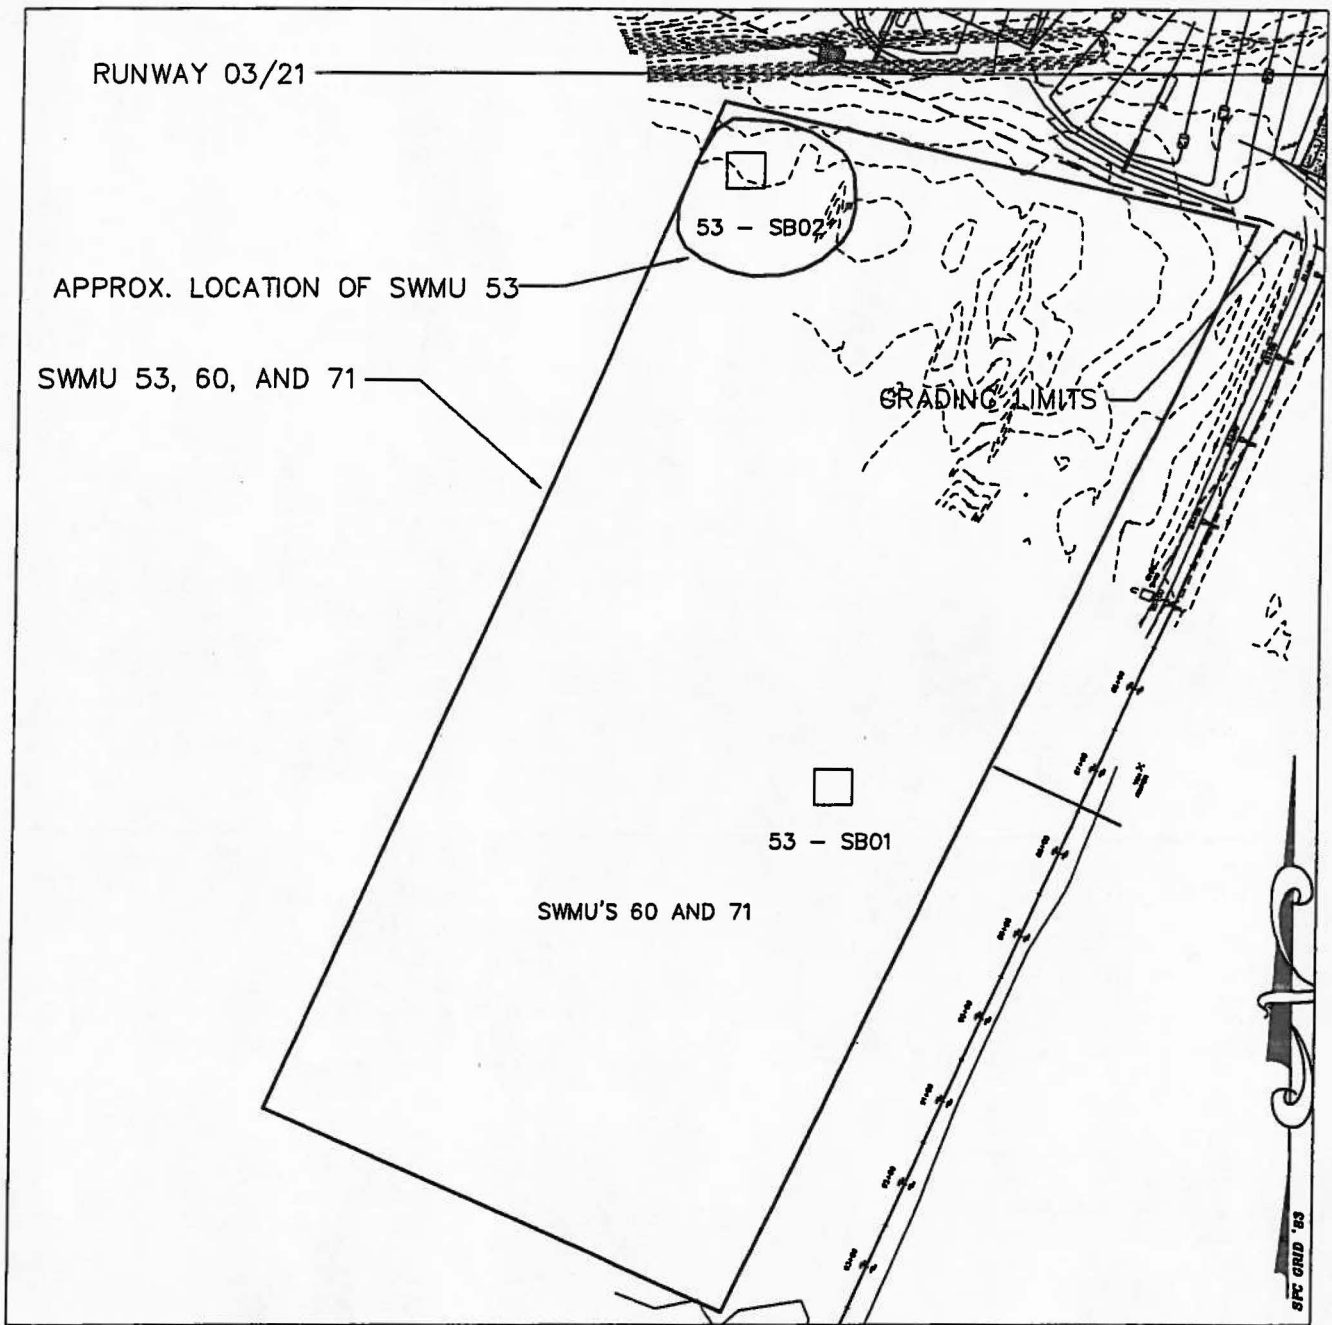 RUNWAY 03/21
53 – SB02
APPROX. LOCATION OF SWMU 53
SWMU 53, 60, AND 71
GRADING LIMITS
53 – SB01
SWMU'S 60 AND 71
SPC GRID '83